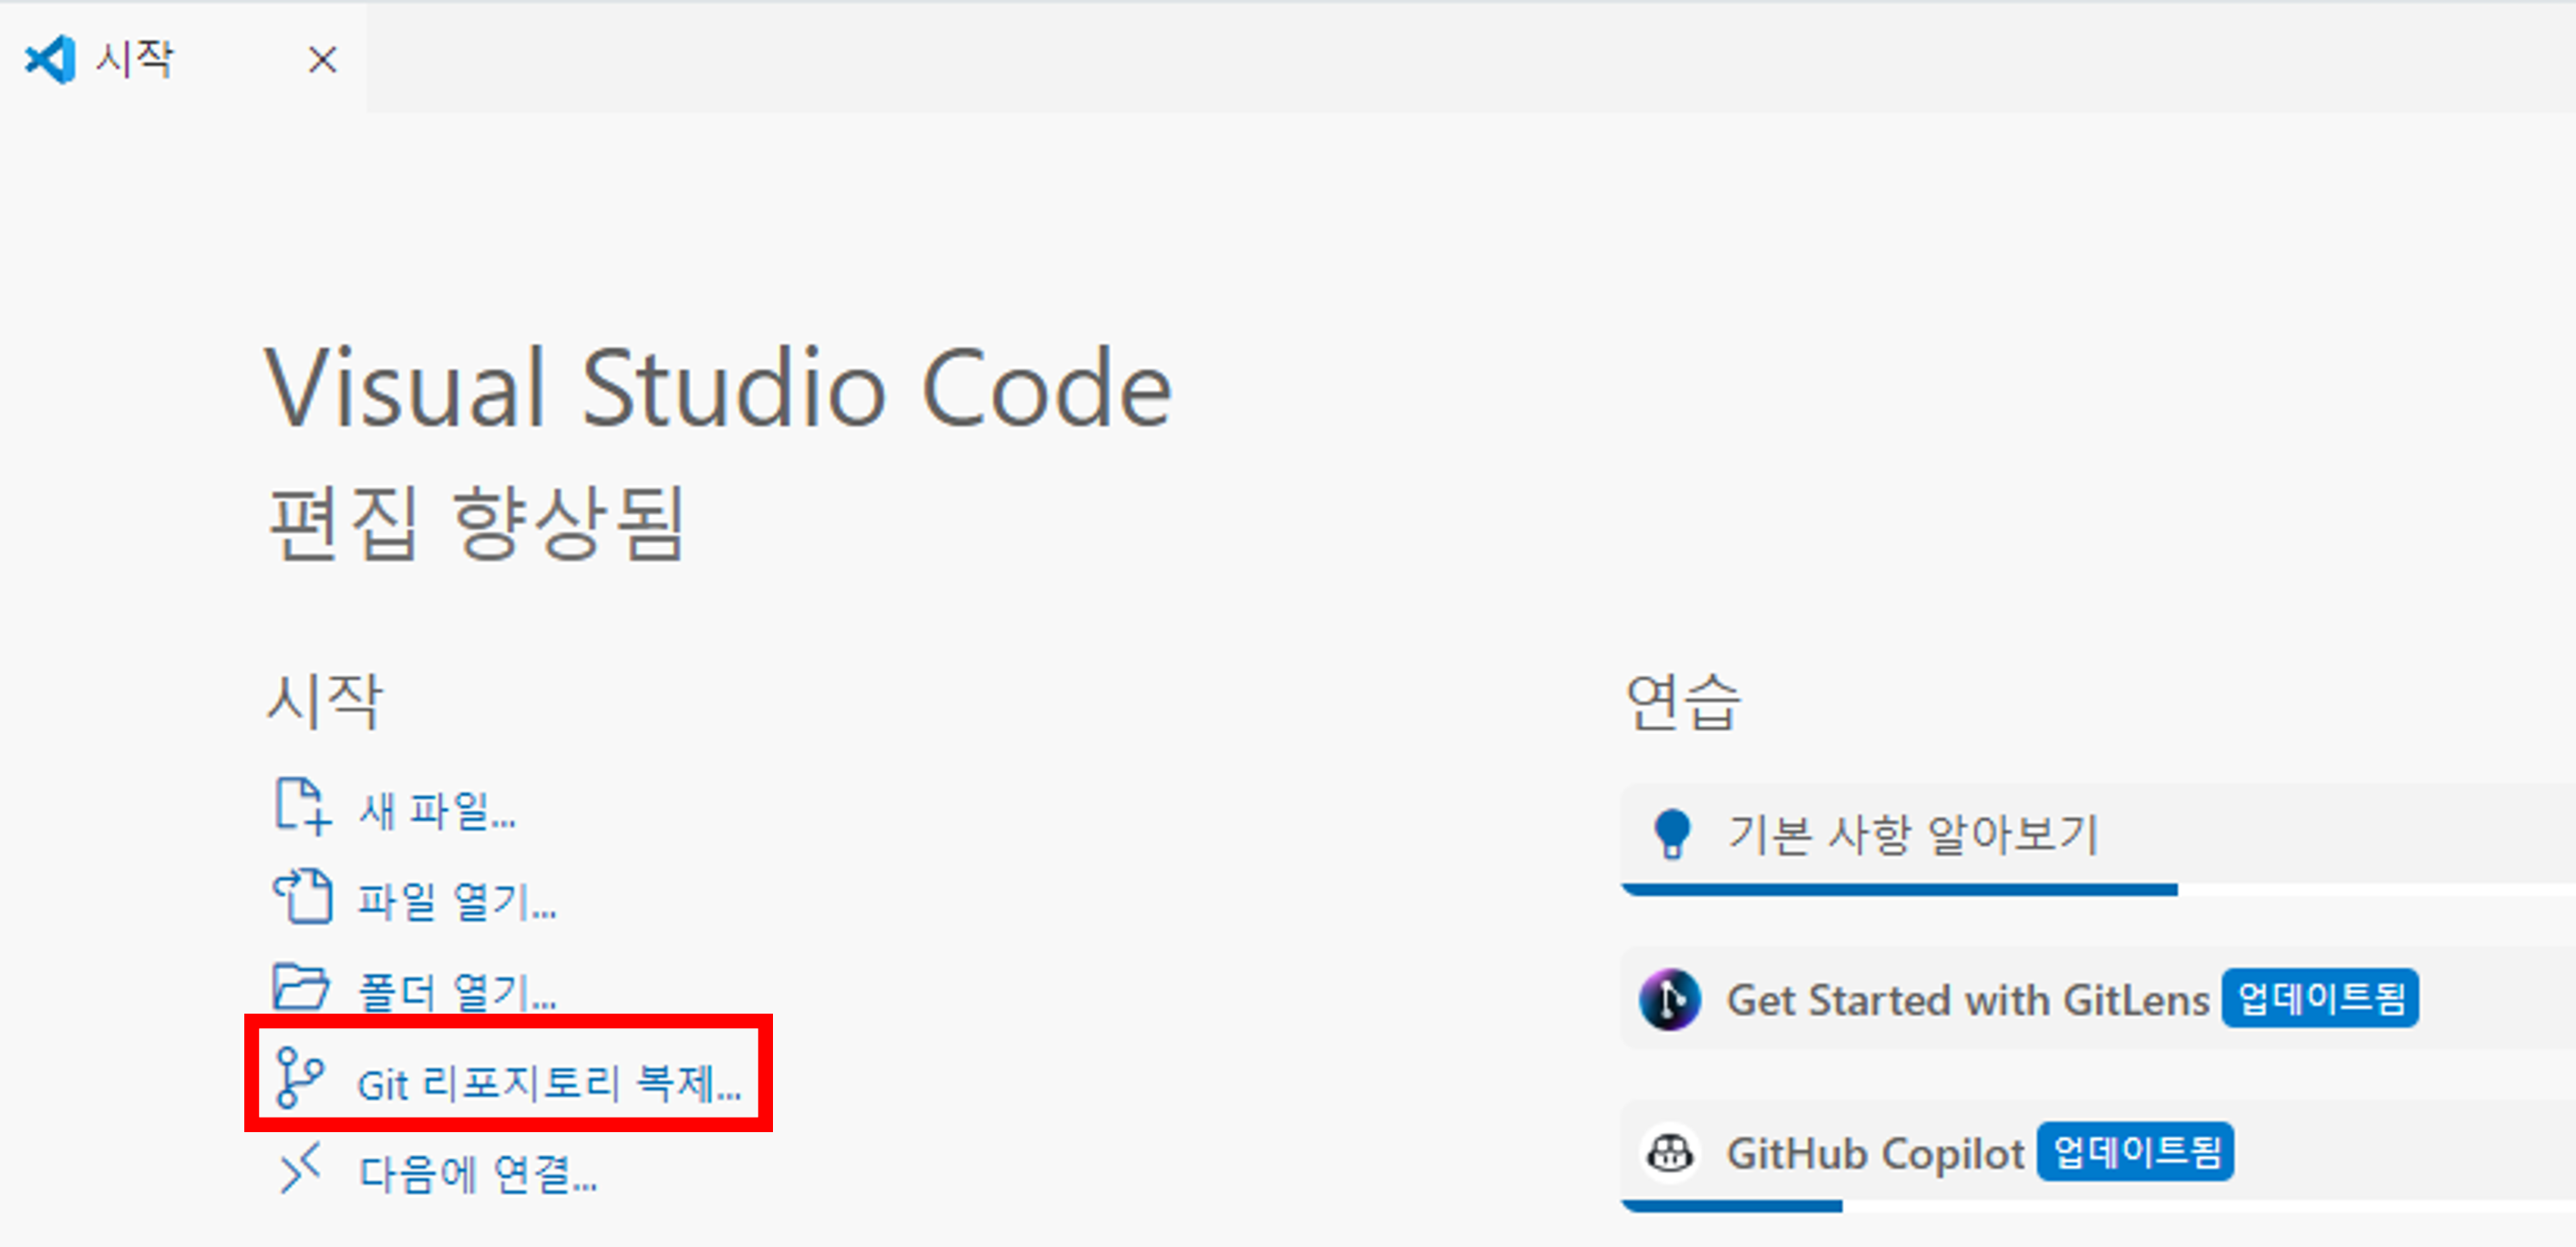 시작
Visual Studio Code
편집 향상됨
시작
새 파일...
파일 열기...
폴더 열기...
Git 리포지토리 복제...
다음에 연결...
연습
기본 사항 알아보기
Get Started with GitLens 업데이트됨
GitHub Copilot 업데이트됨